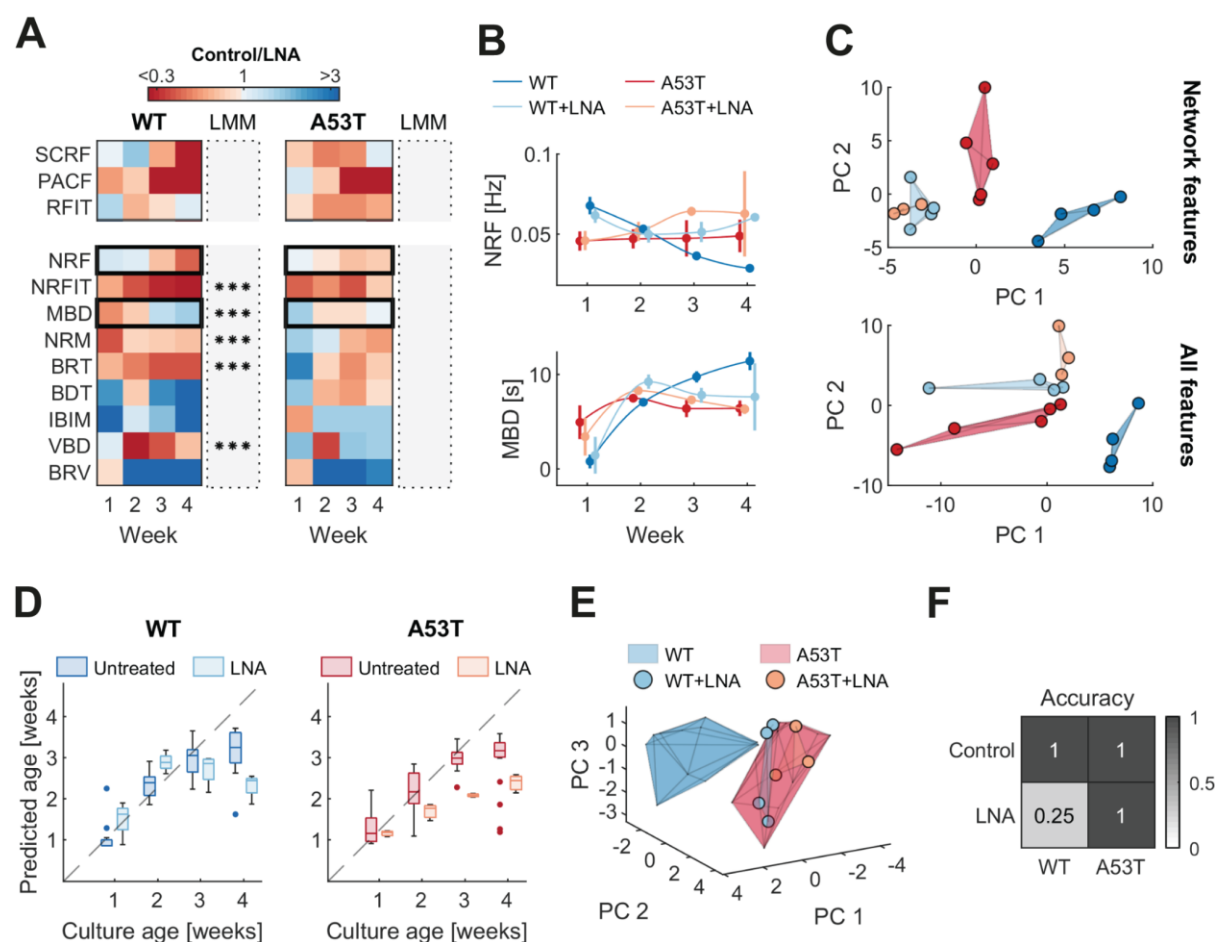 A
Control/LNA
<0.3 1 >3
WT LMM A53T LMM
SCRF
PACF
RFIT
NRF
NRFIT ***
MBD ***
NRM ***
BRT ***
BDT
IBIM
VBD ***
BRV
1 2 3 4 1 2 3 4
Week Week
B
WT A53T
WT+LNA A53T+LNA
NRF [Hz]
0.1
0.05
1 2 3 4
MBD [s]
10
0
1 2 3 4
Week
C
Network features
PC 2
10
5
0
-5
-5 0 5 10
PC 1
All features
PC 2
10
0
-10
-10 0 10
PC 1
D
WT
Untreated LNA
Predicted age [weeks]
4
3
2
1
1 2 3 4
Culture age [weeks]
A53T
Untreated LNA
4
3
2
1
1 2 3 4
Culture age [weeks]
E
WT A53T
WT+LNA A53T+LNA
PC 3
1
0
-1
-2
-3
-2 0 2 4
PC 2
4 2 0 -2 -4
PC 1
F
Accuracy
Control 1 1
LNA 0.25 1
WT A53T
1
0.5
0